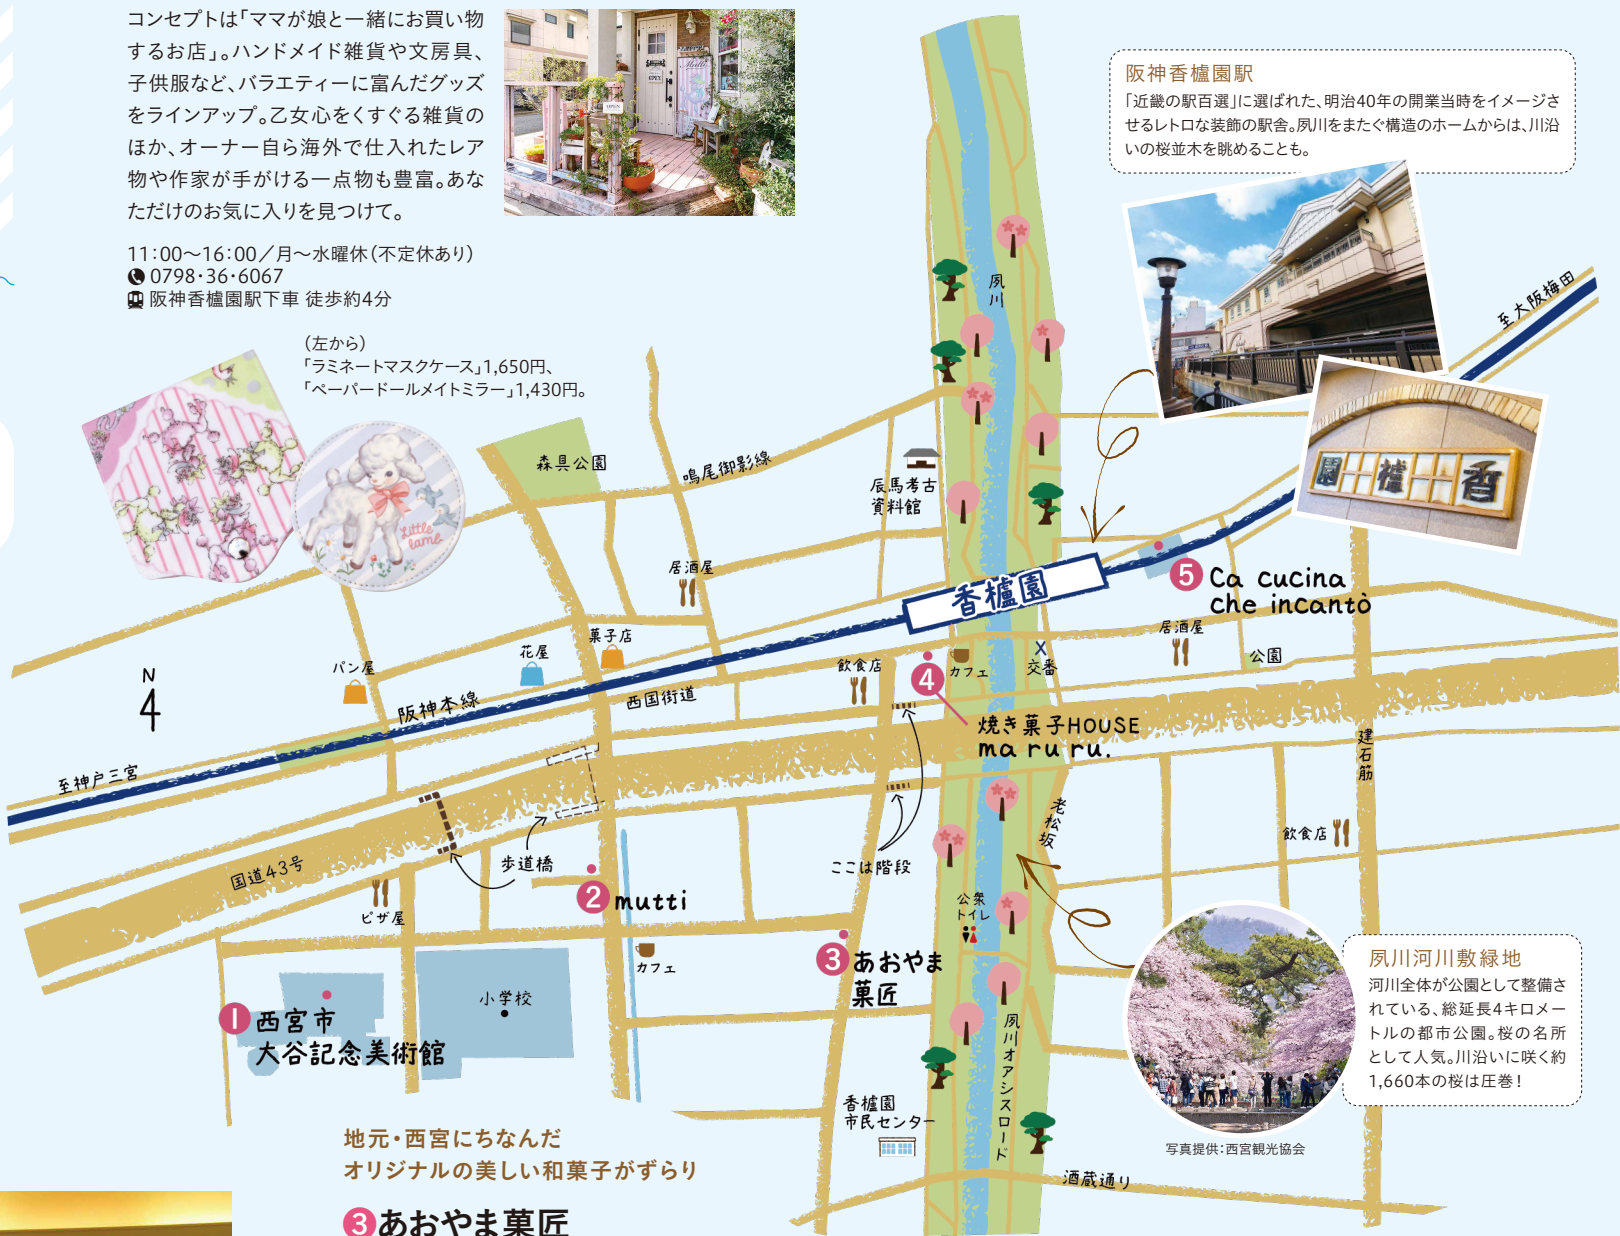 コンセプトは「ママが娘と一緒にお買い物
するお店」。ハンドメイド雑貨や文房具、
子供服など、バラエティーに富んだグッズ
をラインアップ。乙女心をくすぐる雑貨の
ほか、オーナー自ら海外で仕入れたレア
物や作家が手がける一点物も豊富。あな
ただけのお気に入りを見つけて。
11:00〜16:00／月〜水曜休（不定休あり）
0798・36・6067
阪神香櫨園駅下車 徒歩約4分
（左から）
「ラミネートマスクケース」1,650円、
「ペーパードールメイトミラー」1,430円。
Little
lamb
OPEN
阪神香櫨園駅
「近畿の駅百選」に選ばれた、明治40年の開業当時をイメージさ
せるレトロな装飾の駅舎。夙川をまたぐ構造のホームからは、川沿
いの桜並木を眺めることも。
至大阪梅田
園櫨香
夙川
森具公園
鳴尾御影線
辰馬考古
資料館
居酒屋
香櫨園
5 Ca cucina
che incantò
居酒屋
公園
交番
カフェ
4
飲食店
焼き菓子HOUSE
maruru.
菓子店
花屋
パン屋
N
阪神本線
西国街道
至神戸三宮
建石筋
国道43号
歩道橋
ここは階段
老松坂
飲食店
ピザ屋
2 mutti
公衆
トイレ
カフェ
3 あおやま
菓匠
小学校
1 西宮市
大谷記念美術館
夙川オアシスロード
香櫨園
市民センター
酒蔵通り
夙川河川敷緑地
河川全体が公園として整備さ
れている、総延長4キロメー
トルの都市公園。桜の名所
として人気。川沿いに咲く約
1,660本の桜は圧巻！
写真提供：西宮観光協会
地元・西宮にちなんだ
オリジナルの美しい和菓子がずらり
3 あおやま菓匠